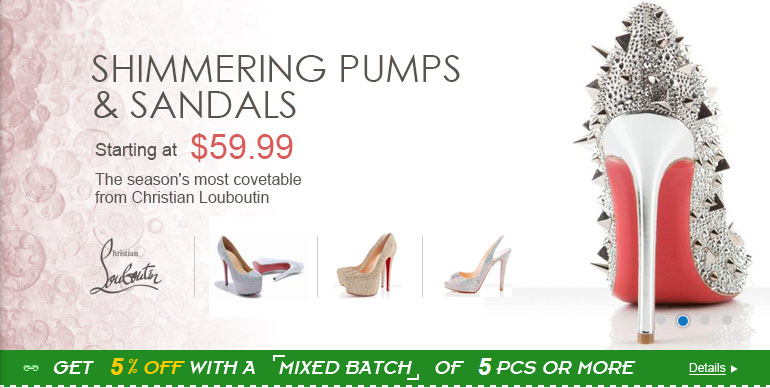 SHIMMERING PUMPS
& SANDALS
Starting at $59.99
The season's most covetable
from Christian Louboutin
Christian
Louboutin
GET 5% OFF WITH A MIXED BATCH OF 5 PCS OR MORE
Details